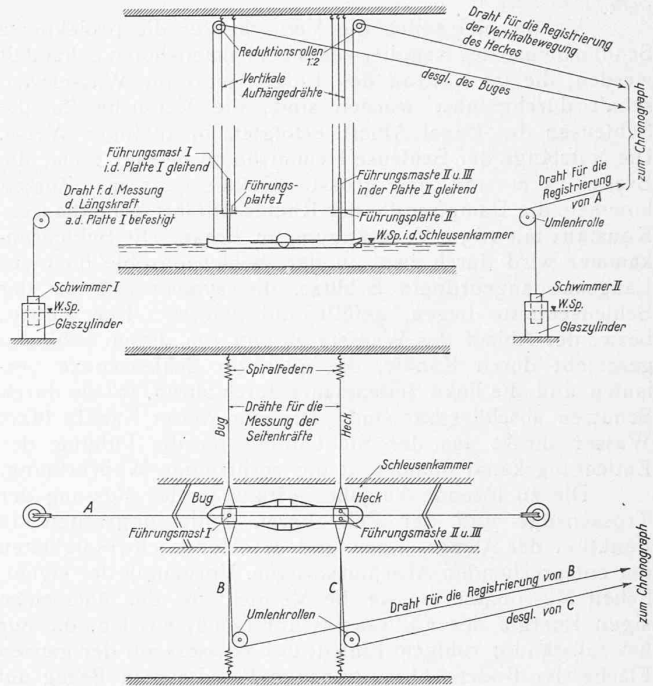 Draht für die Registrierung
der Vertikalbewegung
des Heckes
Reduktionsrollen
1:2
desgl. des Buges
Vertikale
Aufhängedrähte
zum Chronograph
Führungsmast I
i.d. Platte I gleitend
Führungs-
platte I
Führungsmaste II u. III
in der Platte II gleitend
Draht für die
Registrierung
von A
Draht f. d. Messung
d. Längskraft
a.d. Platte I befestigt
Führungsplatte II
Umlenkrolle
W.Sp.i.d. Schleusenkammer
Schwimmer I
W.Sp.
Glaszylinder
Schwimmer II
W.Sp.
Glaszylinder
Spiralfedern
Bug
Drähte für die
Messung der
Seitenkräfte
Heck
Schleusenkammer
A
Bug
Heck
Führungsmast I
Führungsmaste II u. III
B
C
Umlenkrollen
Draht für die Registrierung von B
desgl. von C
zum Chronograph